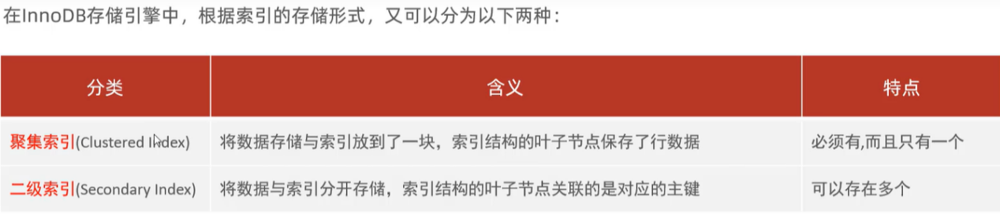 在InnoDB存储引擎中，根据索引的存储形式，又可以分为以下两种：
分类 含义 特点
聚集索引(Clustered Index) 将数据存储与索引放到了一块，索引结构的叶子节点保存了行数据 必须有,而且只有一个
二级索引(Secondary Index) 将数据与索引分开存储，索引结构的叶子节点关联的是对应的主键 可以存在多个